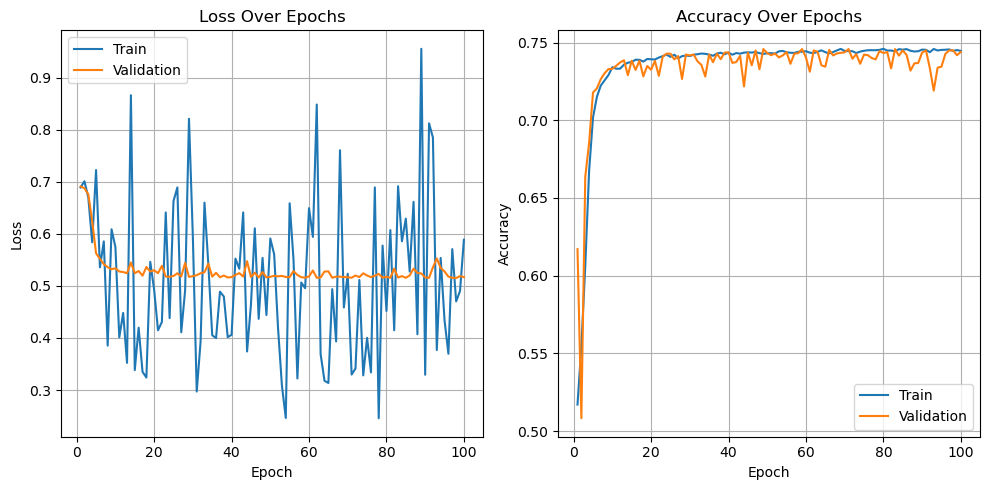 Loss Over Epochs
Train
Validation
0.9
0.8
0.7
0.6
0.5
0.4
0.3
Loss
0 20 40 60 80 100
Epoch
Accuracy Over Epochs
0.75
0.70
0.65
0.60
0.55
0.50
Accuracy
Train
Validation
0 20 40 60 80 100
Epoch